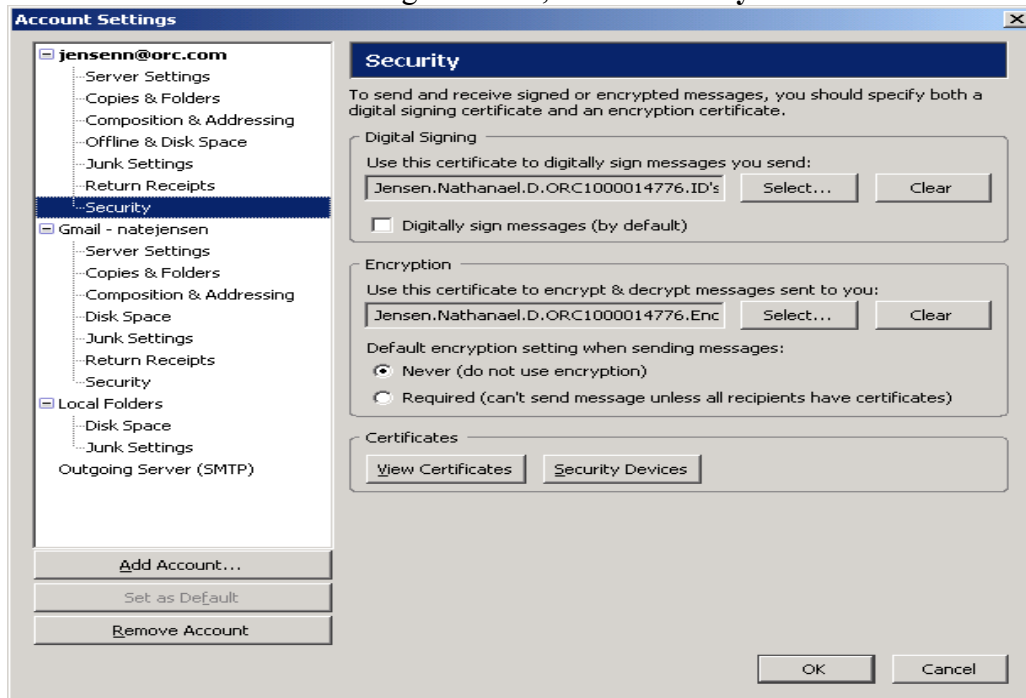 Account Settings
jensenn@orc.com
Server Settings
Copies & Folders
Composition & Addressing
Offline & Disk Space
Junk Settings
Return Receipts
Security
Gmail - natejensen
Server Settings
Copies & Folders
Composition & Addressing
Disk Space
Junk Settings
Return Receipts
Security
Local Folders
Disk Space
Junk Settings
Outgoing Server (SMTP)
Add Account...
Set as Default
Remove Account
Security
To send and receive signed or encrypted messages, you should specify both a
digital signing certificate and an encryption certificate.
Digital Signing
Use this certificate to digitally sign messages you send:
Jensen.Nathanael.D.ORC1000014776.ID's Select... Clear
Digitally sign messages (by default)
Encryption
Use this certificate to encrypt & decrypt messages sent to you:
Jensen.Nathanael.D.ORC1000014776.Enc Select... Clear
Default encryption setting when sending messages:
Never (do not use encryption)
Required (can't send message unless all recipients have certificates)
Certificates
View Certificates Security Devices
OK Cancel